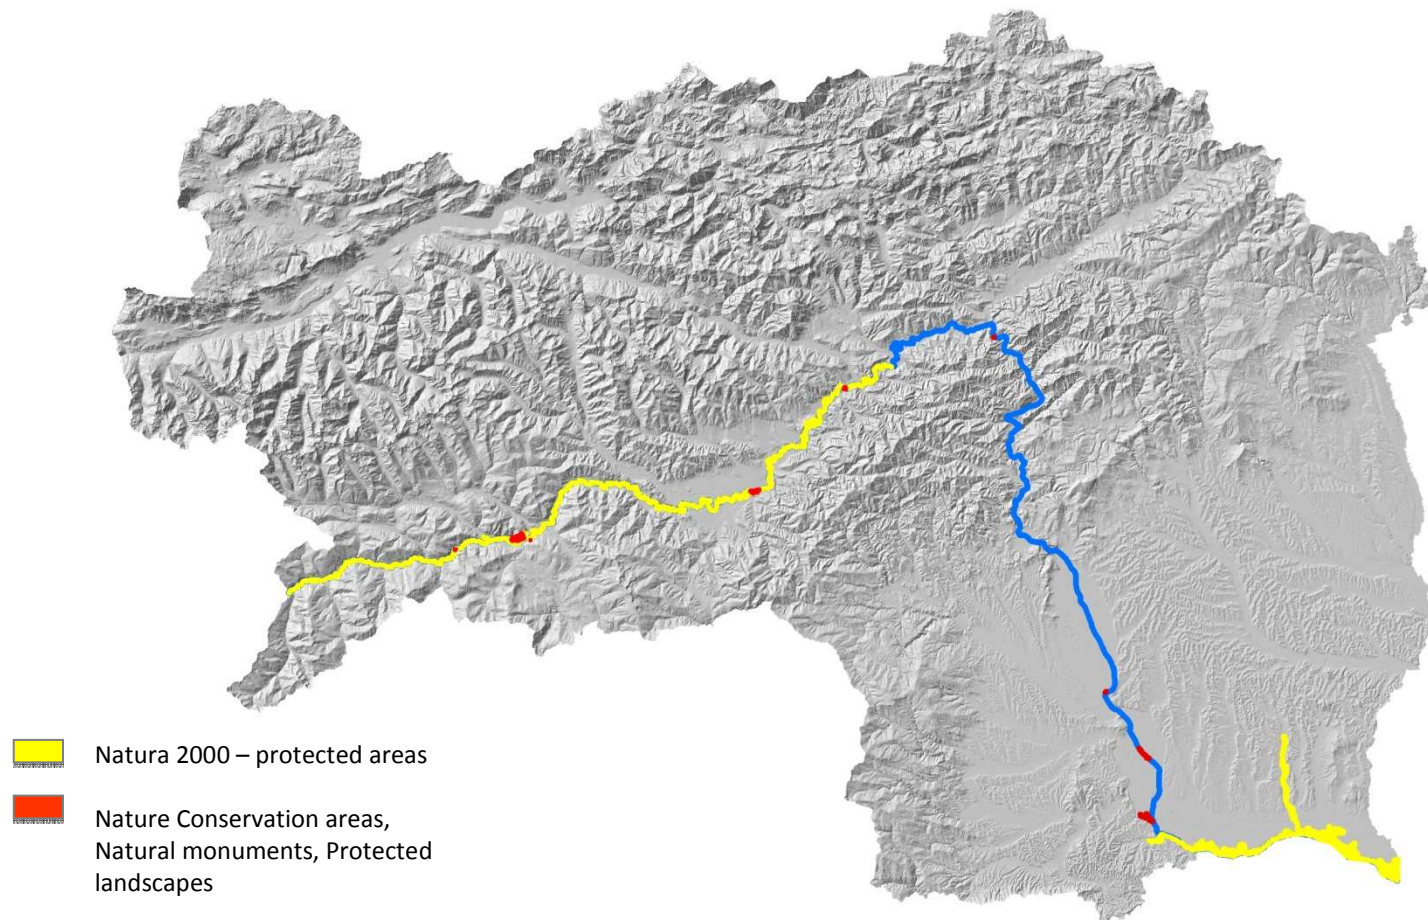 Natura 2000 – protected areas
Nature Conservation areas,
Natural monuments, Protected
landscapes